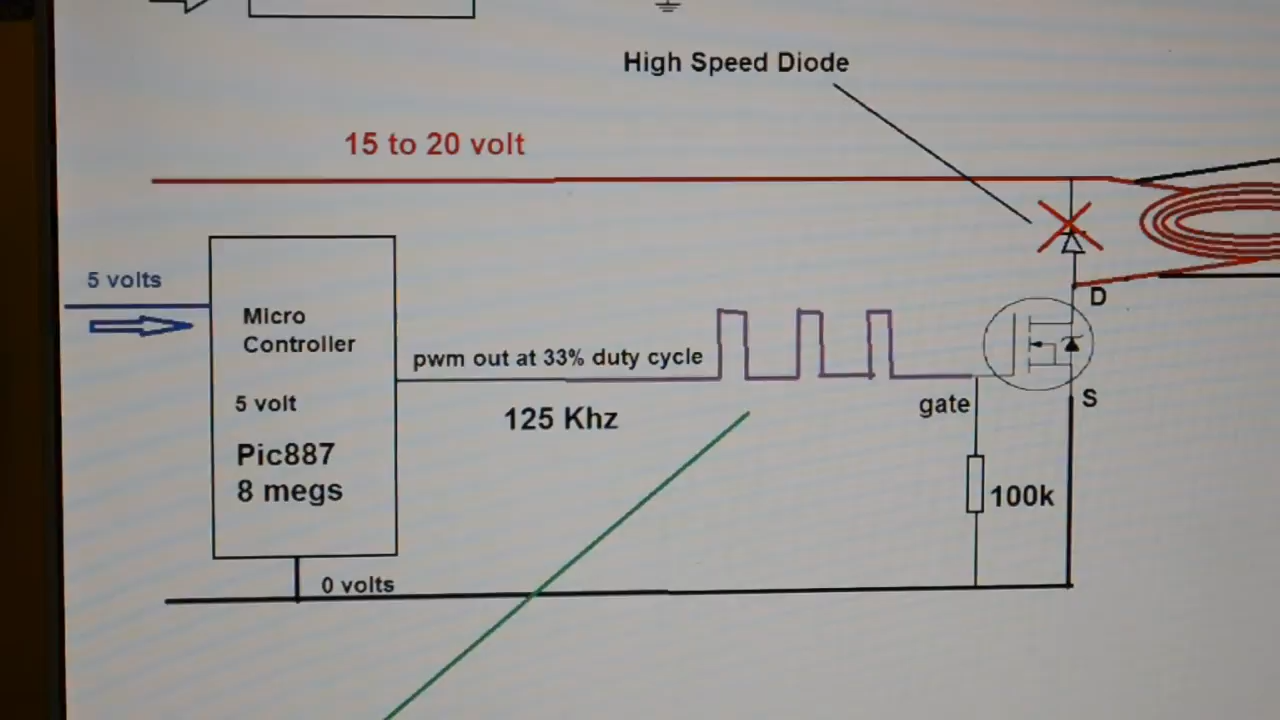 High Speed Diode
15 to 20 volt
5 volts
Micro
Controller
5 volt
Pic887
8 megs
pwm out at 33% duty cycle
125 Khz
D
gate
S
100k
0 volts